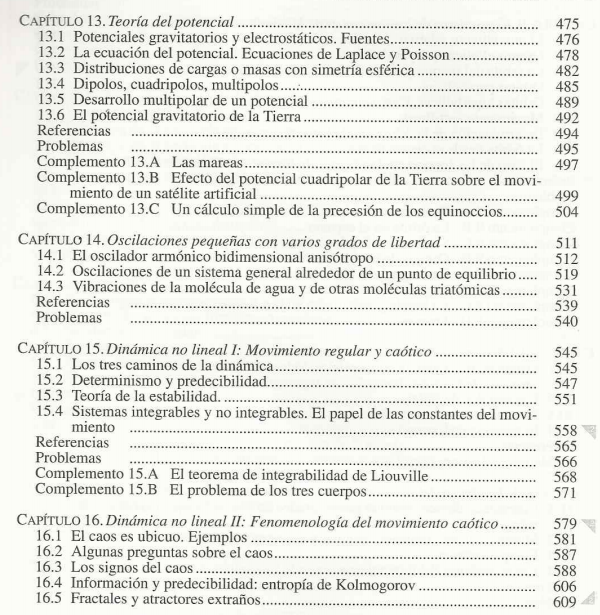 CAPÍTULO 13. Teoría del potencial ............ 475
13.1 Potenciales gravitatorios y electrostáticos. Fuentes............ 476
13.2 La ecuación del potencial. Ecuaciones de Laplace y Poisson ............ 478
13.3 Distribuciones de cargas o masas con simetría esférica ............ 482
13.4 Dipolos, cuadripolos, multipolos ............ 485
13.5 Desarrollo multipolar de un potencial ............ 489
13.6 El potencial gravitatorio de la Tierra ............ 492
Referencias ............ 494
Problemas ............ 495
Complemento 13.A Las mareas ............ 497
Complemento 13.B Efecto del potencial cuadripolar de la Tierra sobre el movi-
miento de un satélite artificial ............ 499
Complemento 13.C Un cálculo simple de la precesión de los equinoccios......... 504
CAPÍTULO 14. Oscilaciones pequeñas con varios grados de libertad ............ 511
14.1 El oscilador armónico bidimensional anisótropo ............ 512
14.2 Oscilaciones de un sistema general alrededor de un punto de equilibrio ..... 519
14.3 Vibraciones de la molécula de agua y de otras moléculas triatómicas ....... 531
Referencias ............ 539
Problemas ............ 540
CAPÍTULO 15. Dinámica no lineal I: Movimiento regular y caótico ............ 545
15.1 Los tres caminos de la dinámica ............ 545
15.2 Determinismo y predecibilidad............ 547
15.3 Teoría de la estabilidad. ............ 551
15.4 Sistemas integrables y no integrables. El papel de las constantes del movi-
miento ............ 558
Referencias ............ 565
Problemas ............ 566
Complemento 15.A El teorema de integrabilidad de Liouville ............ 568
Complemento 15.B El problema de los tres cuerpos ............ 571
CAPÍTULO 16. Dinámica no lineal II: Fenomenología del movimiento caótico ......... 579
16.1 El caos es ubicuo. Ejemplos ............ 581
16.2 Algunas preguntas sobre el caos ............ 587
16.3 Los signos del caos ............ 588
16.4 Información y predecibilidad: entropía de Kolmogorov ............ 606
16.5 Fractales y atractores extraños ............ 609